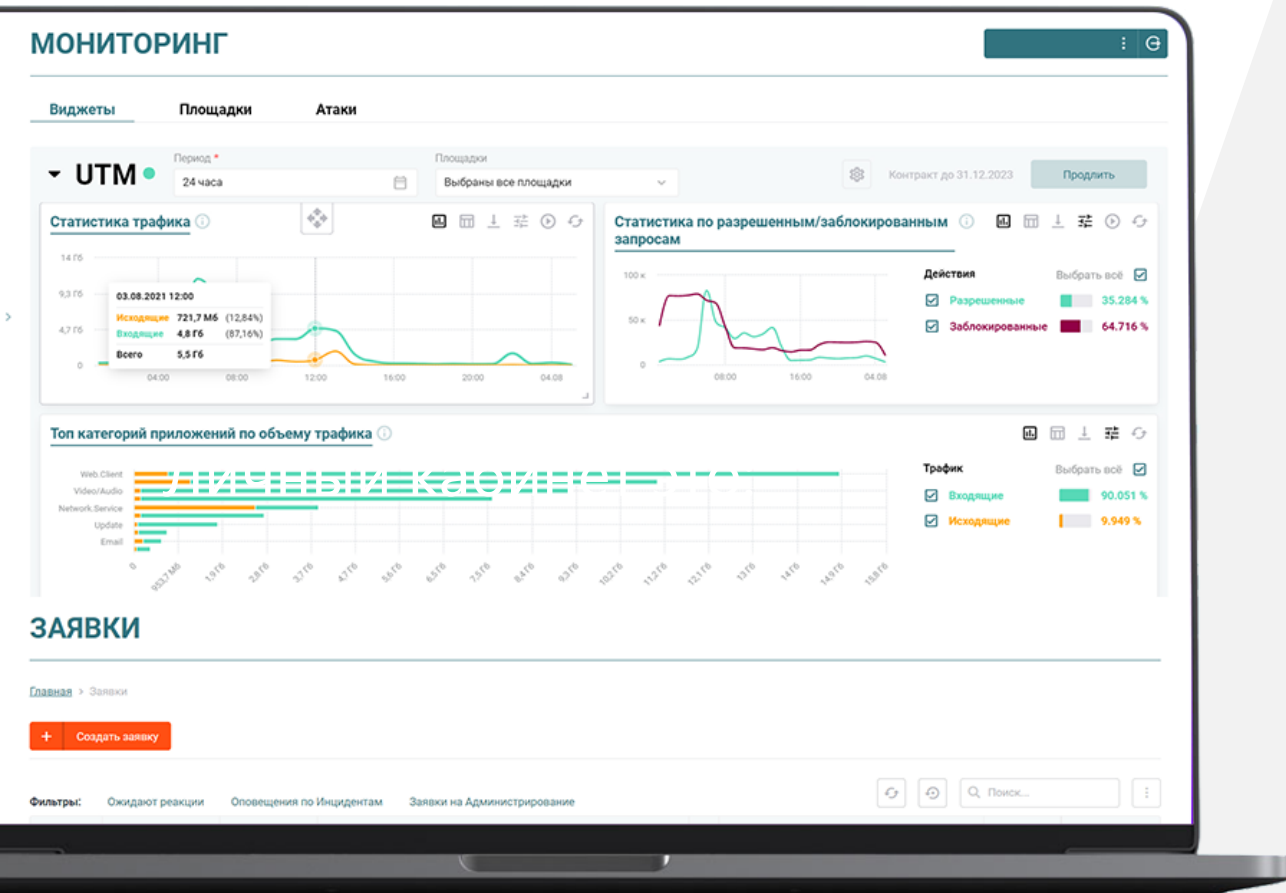 МОНИТОРИНГ
Виджеты Площадки Атаки
UTM
Период *
24 часа
Площадки
Выбраны все площадки
Контракт до 31.12.2023
Продлить
Статистика трафика
14 Гб
9,3 Гб
4,7 Гб
0
03.08.2021 12:00
Исходящие 721,7 Мб (12,84%)
Входящие 4,8 Гб (87,16%)
Всего 5,5 Гб
04:00 08:00 12:00 16:00 20:00 04.08
Статистика по разрешенным/заблокированным
запросам
100 к
50 к
0
08:00 16:00 04.08
Действия Выбрать всё
Разрешенные 35.284 %
Заблокированные 64.716 %
Топ категорий приложений по объему трафика
Web.Client
Video/Audio
Network.Service
Update
Email
0 953,7 Мб 1,9 Гб 2,8 Гб 3,7 Гб 4,7 Гб 5,6 Гб 6,5 Гб 7,5 Гб 8,4 Гб 9,3 Гб 10,2 Гб 11,2 Гб 12,1 Гб 13 Гб 14 Гб 14,9 Гб 15,8 Гб
Трафик Выбрать всё
Входящие 90.051 %
Исходящие 9.949 %
ЗАЯВКИ
Главная > Заявки
+ Создать заявку
Фильтры: Ожидают реакции Оповещения по Инцидентам Заявки на Администрирование
Поиск...